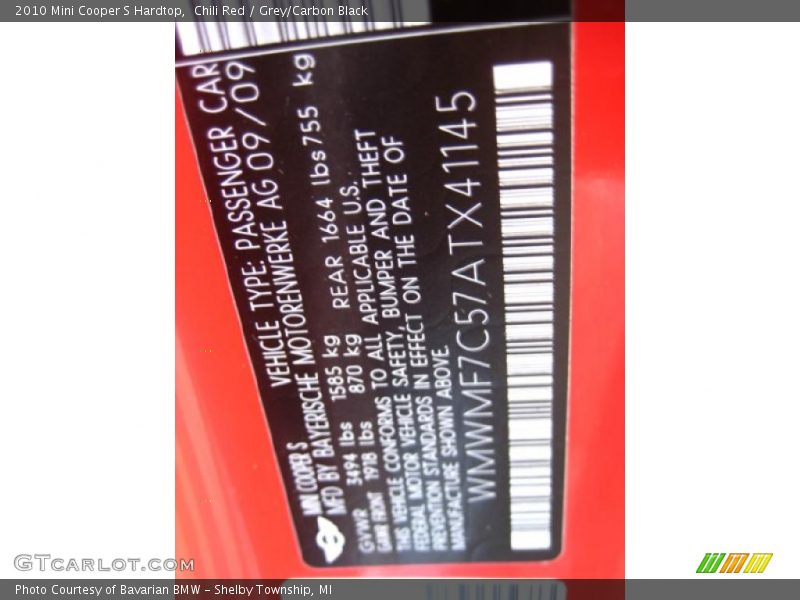 2010 Mini Cooper S Hardtop,  Chili Red / Grey/Carbon Black
MINI COOPER S
VEHICLE TYPE: PASSENGER CAR
MFD BY BAYERISCHE MOTORENWERKE AG 09/09
GVWR 3494 lbs 1585 kg
GAW FRONT 1918 lbs 870 kg REAR 1664 lbs 755 kg
THIS VEHICLE CONFORMS TO ALL APPLICABLE U.S.
FEDERAL MOTOR VEHICLE SAFETY, BUMPER AND THEFT
PREVENTION STANDARDS IN EFFECT ON THE DATE OF
MANUFACTURE SHOWN ABOVE.
WMWMF7C57ATX41145
GTCARLOT.COM
Photo Courtesy of Bavarian BMW – Shelby Township, MI